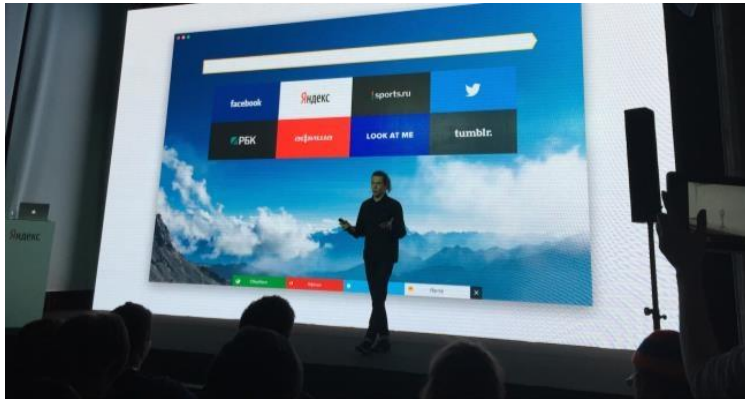 facebook
Яндекс
sports.ru
РБК
афиша
LOOK AT ME
tumblr.
Яндекс